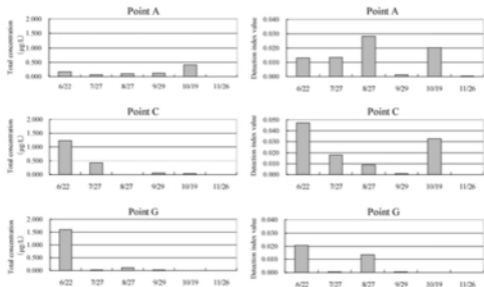 Point A
Total concentration
(µg/L)
2.000
1.500
1.000
0.500
0.000
6/22 7/27 8/27 9/29 10/19 11/26
Point A
Detection index value
0.040
0.030
0.020
0.010
0.000
6/22 7/27 8/27 9/29 10/19 11/26
Point C
Total concentration
(µg/L)
2.000
1.500
1.000
0.500
0.000
6/22 7/27 8/27 9/29 10/19 11/26
Point C
Detection index value
0.050
0.040
0.030
0.020
0.010
0.000
6/22 7/27 8/27 9/29 10/19 11/26
Point G
Total concentration
(µg/L)
2.000
1.500
1.000
0.500
0.000
6/22 7/27 8/27 9/29 10/19 11/26
Point G
Detection index value
0.040
0.030
0.020
0.010
0.000
6/22 7/27 8/27 9/29 10/19 11/26